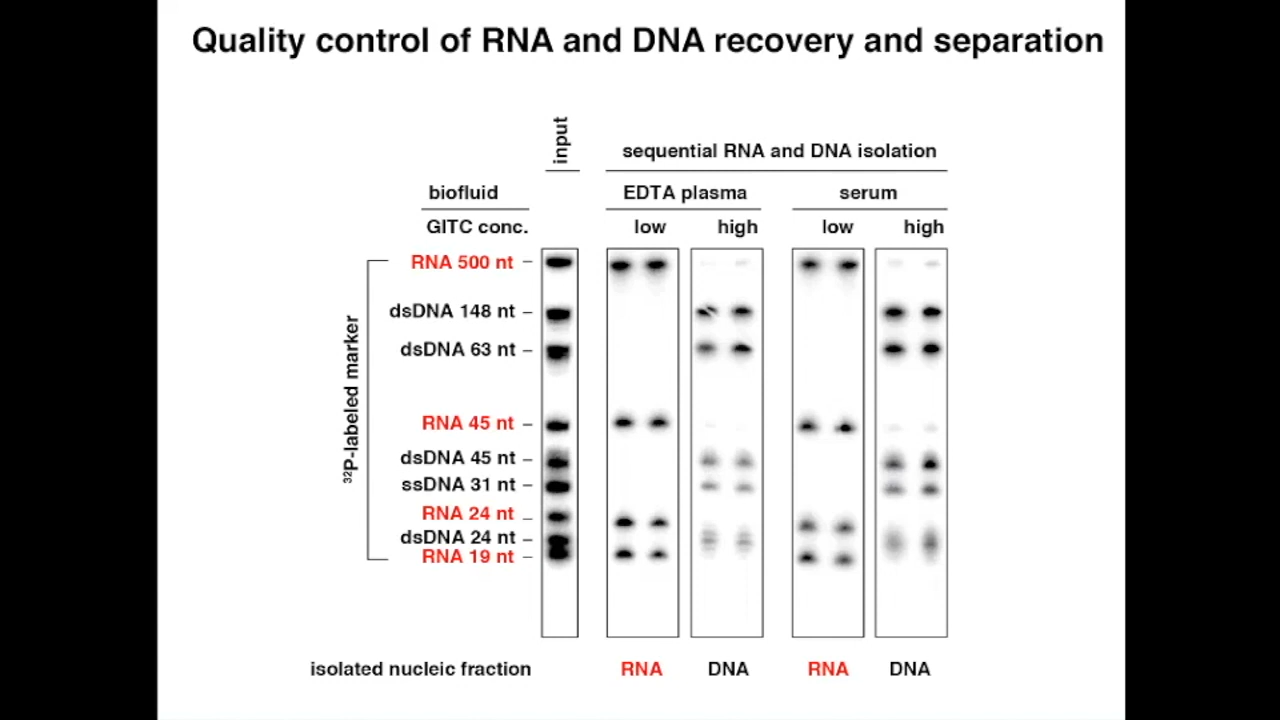 Quality control of RNA and DNA recovery and separation
input
sequential RNA and DNA isolation
biofluid
EDTA plasma
serum
GITC conc.
low
high
low
high
RNA 500 nt
dsDNA 148 nt
dsDNA 63 nt
RNA 45 nt
dsDNA 45 nt
ssDNA 31 nt
RNA 24 nt
dsDNA 24 nt
RNA 19 nt
³²P-labeled marker
isolated nucleic fraction
RNA
DNA
RNA
DNA